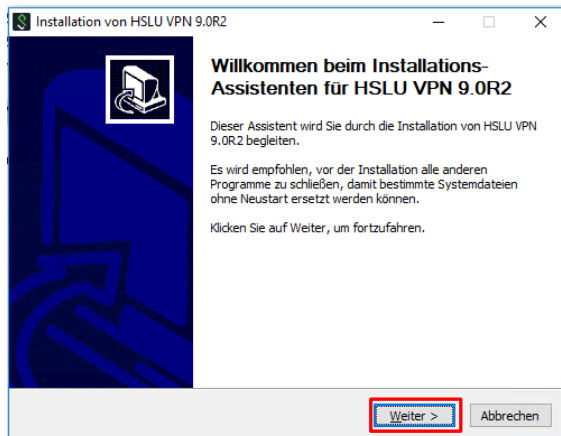 Installation von HSLU VPN 9.0R2
Willkommen beim Installations-
Assistenten für HSLU VPN 9.0R2
Dieser Assistent wird Sie durch die Installation von HSLU VPN
9.0R2 begleiten.
Es wird empfohlen, vor der Installation alle anderen
Programme zu schließen, damit bestimmte Systemdateien
ohne Neustart ersetzt werden können.
Klicken Sie auf Weiter, um fortzufahren.
Weiter >
Abbrechen